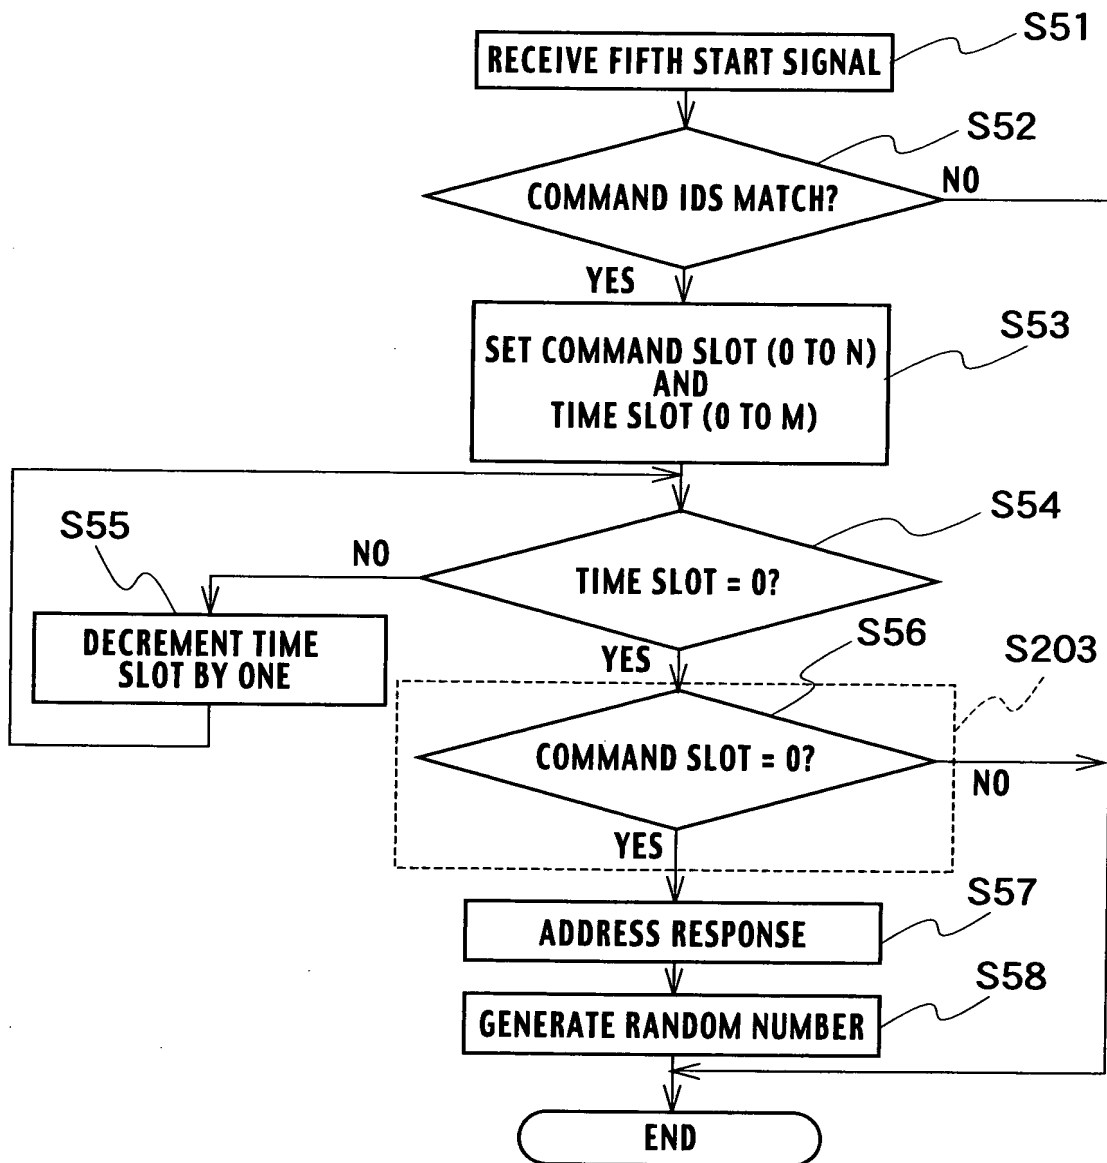 S51
RECEIVE FIFTH START SIGNAL
S52
COMMAND IDS MATCH?
NO
YES
S53
SET COMMAND SLOT (0 TO N)
AND
TIME SLOT (0 TO M)
S54
S55
NO
TIME SLOT = 0?
DECREMENT TIME
SLOT BY ONE
YES
S56
S203
COMMAND SLOT = 0?
NO
YES
S57
ADDRESS RESPONSE
S58
GENERATE RANDOM NUMBER
END